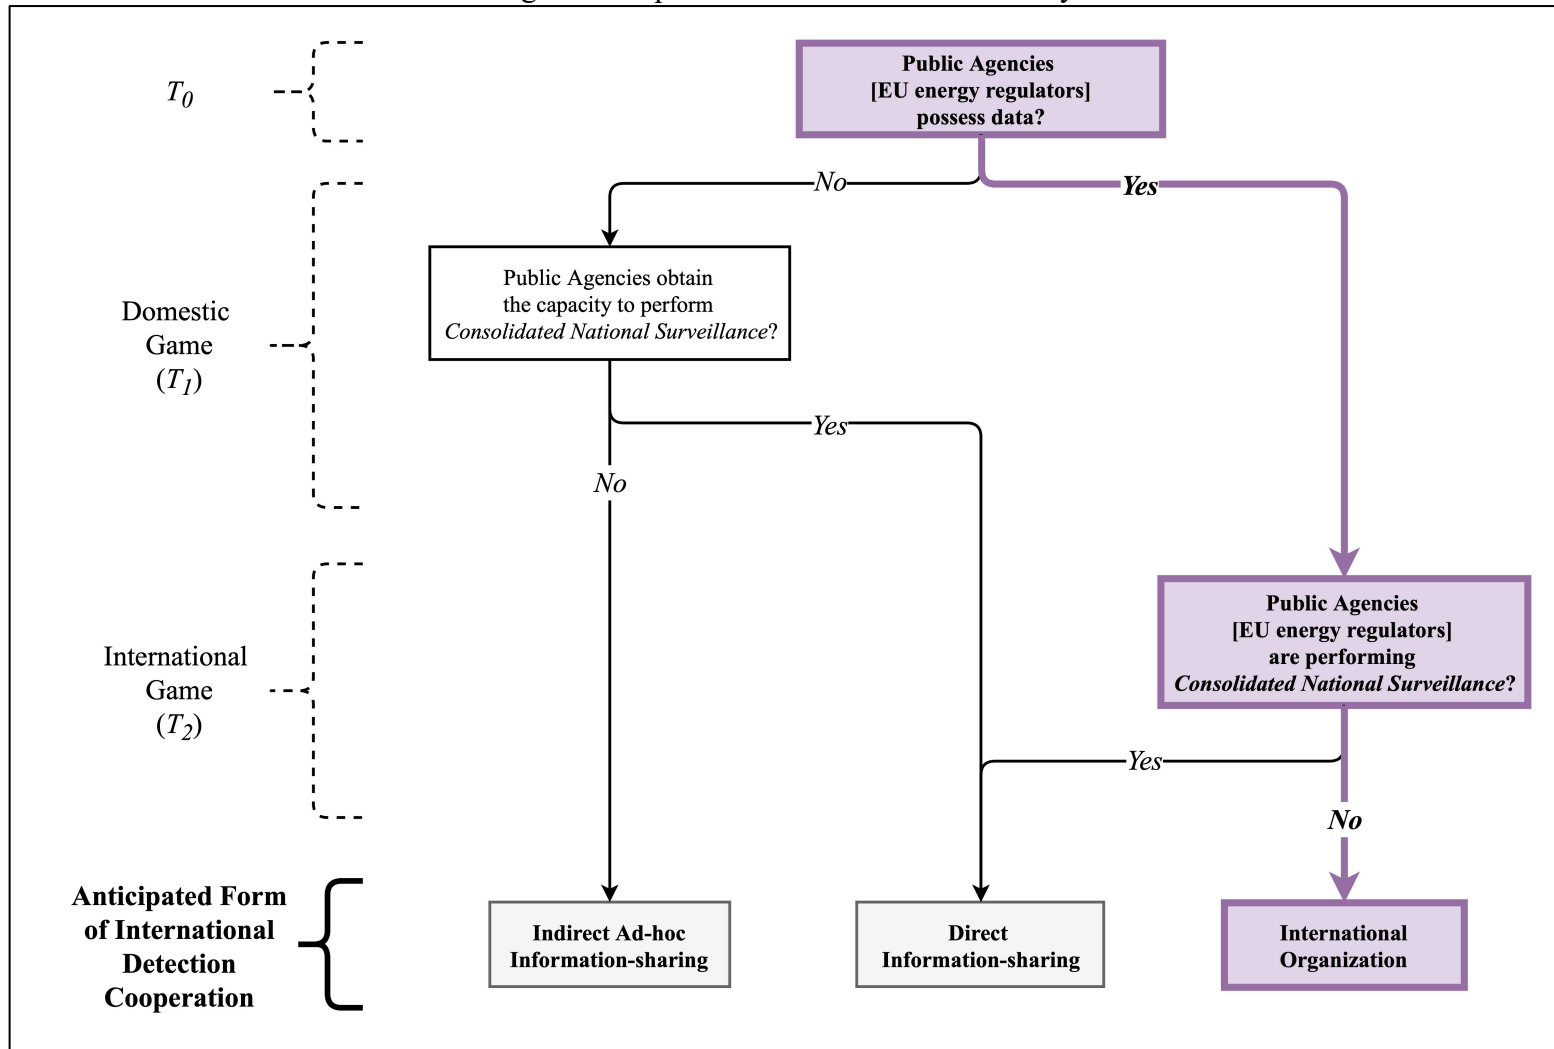 T0
Public Agencies
[EU energy regulators]
possess data?
No
Yes
Domestic
Game
(T1)
Public Agencies obtain
the capacity to perform
Consolidated National Surveillance?
Yes
No
International
Game
(T2)
Public Agencies
[EU energy regulators]
are performing
Consolidated National Surveillance?
Yes
No
Anticipated Form
of International
Detection
Cooperation
Indirect Ad-hoc
Information-sharing
Direct
Information-sharing
International
Organization